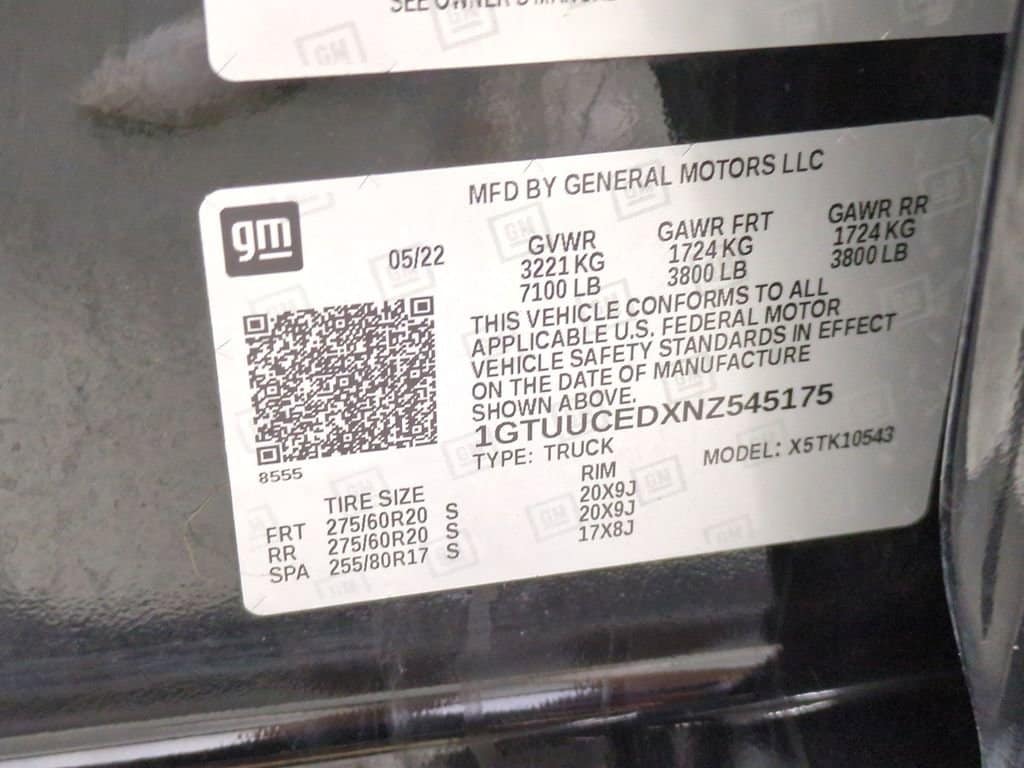 SEE OWNER'S MANUAL
MFD BY GENERAL MOTORS LLC
gm
05/22
GVWR
3221 KG
7100 LB
GAWR FRT
1724 KG
3800 LB
GAWR RR
1724 KG
3800 LB
THIS VEHICLE CONFORMS TO ALL
APPLICABLE U.S. FEDERAL MOTOR
VEHICLE SAFETY STANDARDS IN EFFECT
ON THE DATE OF MANUFACTURE
SHOWN ABOVE.
1GTUUCEDXNZ545175
TYPE: TRUCK
MODEL: X5TK10543
8555
TIRE SIZE RIM
FRT 275/60R20 S 20X9J
RR 275/60R20 S 20X9J
SPA 255/80R17 S 17X8J